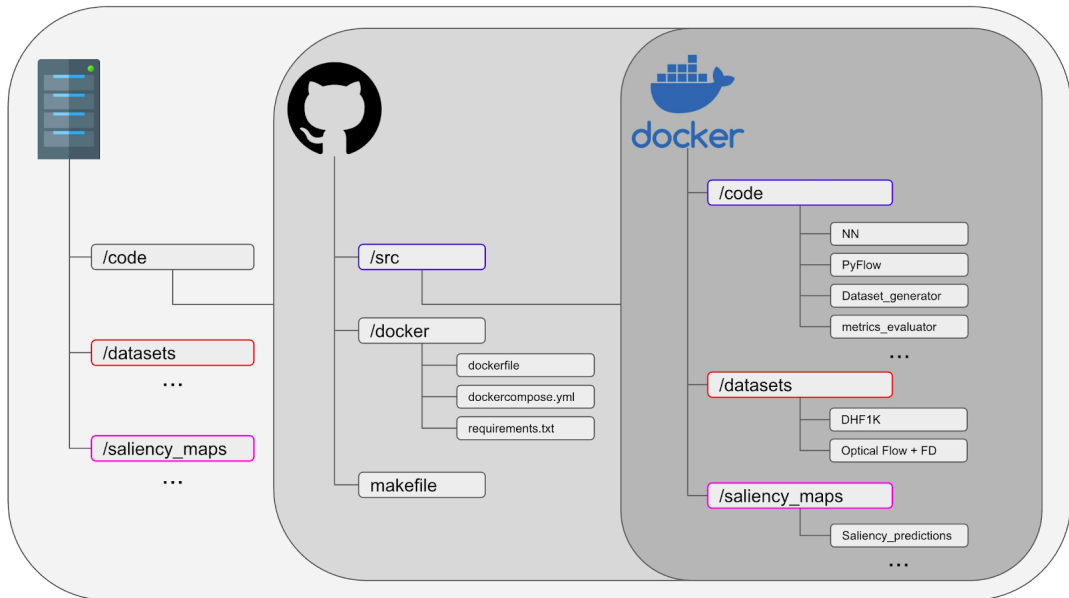 /code
/datasets
...
/saliency_maps
...
/src
/docker
dockerfile
dockercompose.yml
requirements.txt
makefile
docker
/code
NN
PyFlow
Dataset_generator
metrics_evaluator
...
/datasets
DHF1K
Optical Flow + FD
/saliency_maps
Saliency_predictions
...